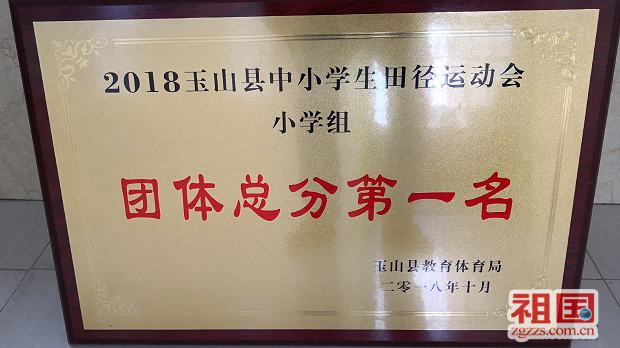 2018玉山县中小学生田径运动会
小学组
团体总分第一名
玉山县教育体育局
二零一八年十月
祖国
zgzzs.com.cn